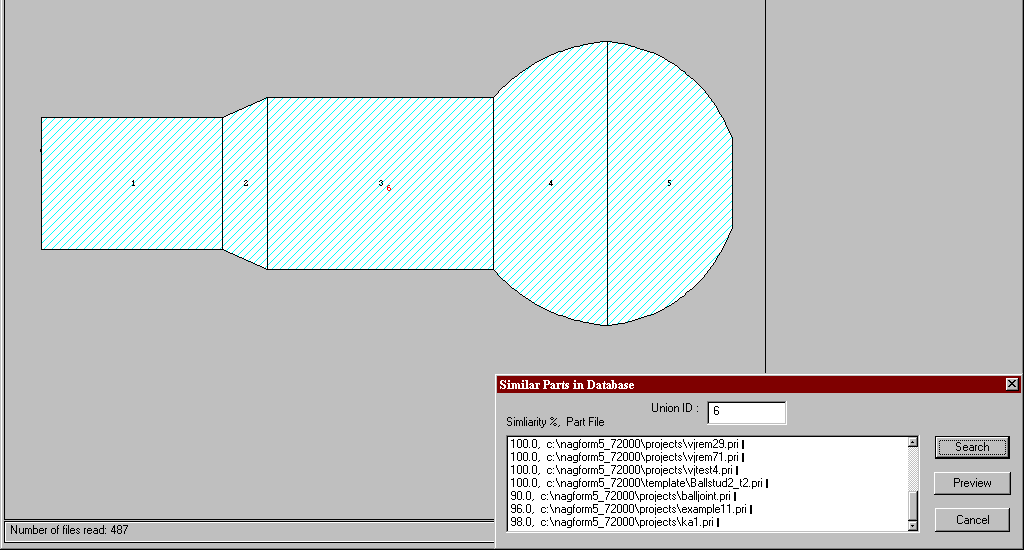 1
2
3
6
4
5
Similar Parts in Database
Union ID : 6
Simliarity %, Part File
100.0, c:\nagform5_72000\projects\vjrem29.pri
100.0, c:\nagform5_72000\projects\vjrem71.pri
100.0, c:\nagform5_72000\projects\vjtest4.pri
100.0, c:\nagform5_72000\template\Ballstud2_t2.pri
90.0, c:\nagform5_72000\projects\balljoint.pri
96.0, c:\nagform5_72000\projects\example11.pri
98.0, c:\nagform5_72000\projects\ka1.pri
Search
Preview
Cancel
Number of files read: 487